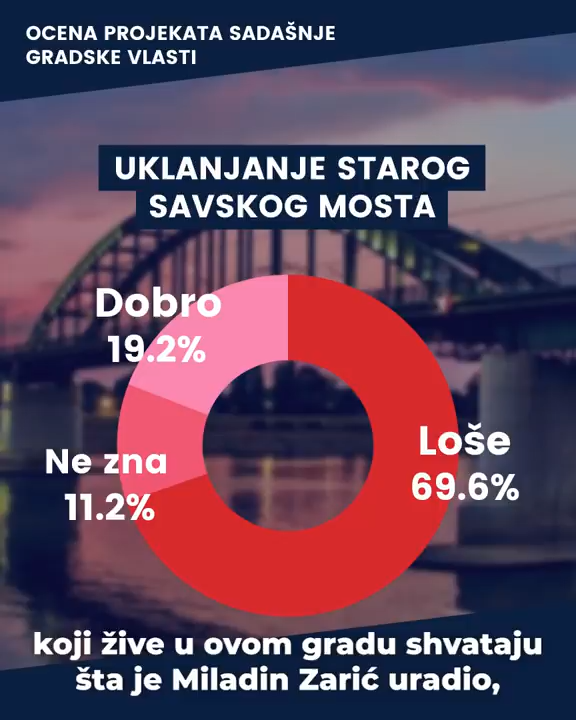 OCENA PROJEKATA SADAŠNJE
GRADSKE VLASTI
UKLANJANJE STAROG
SAVSKOG MOSTA
Dobro
19.2%
Ne zna
11.2%
Loše
69.6%
koji žive u ovom gradu shvataju
šta je Miladin Zarić uradio,